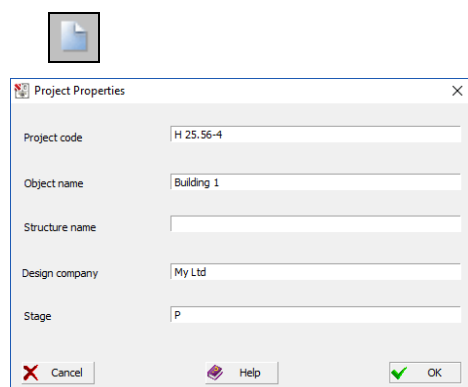 Project Properties
Project code H 25.56-4
Object name Building 1
Structure name
Design company My Ltd
Stage P
Cancel Help OK